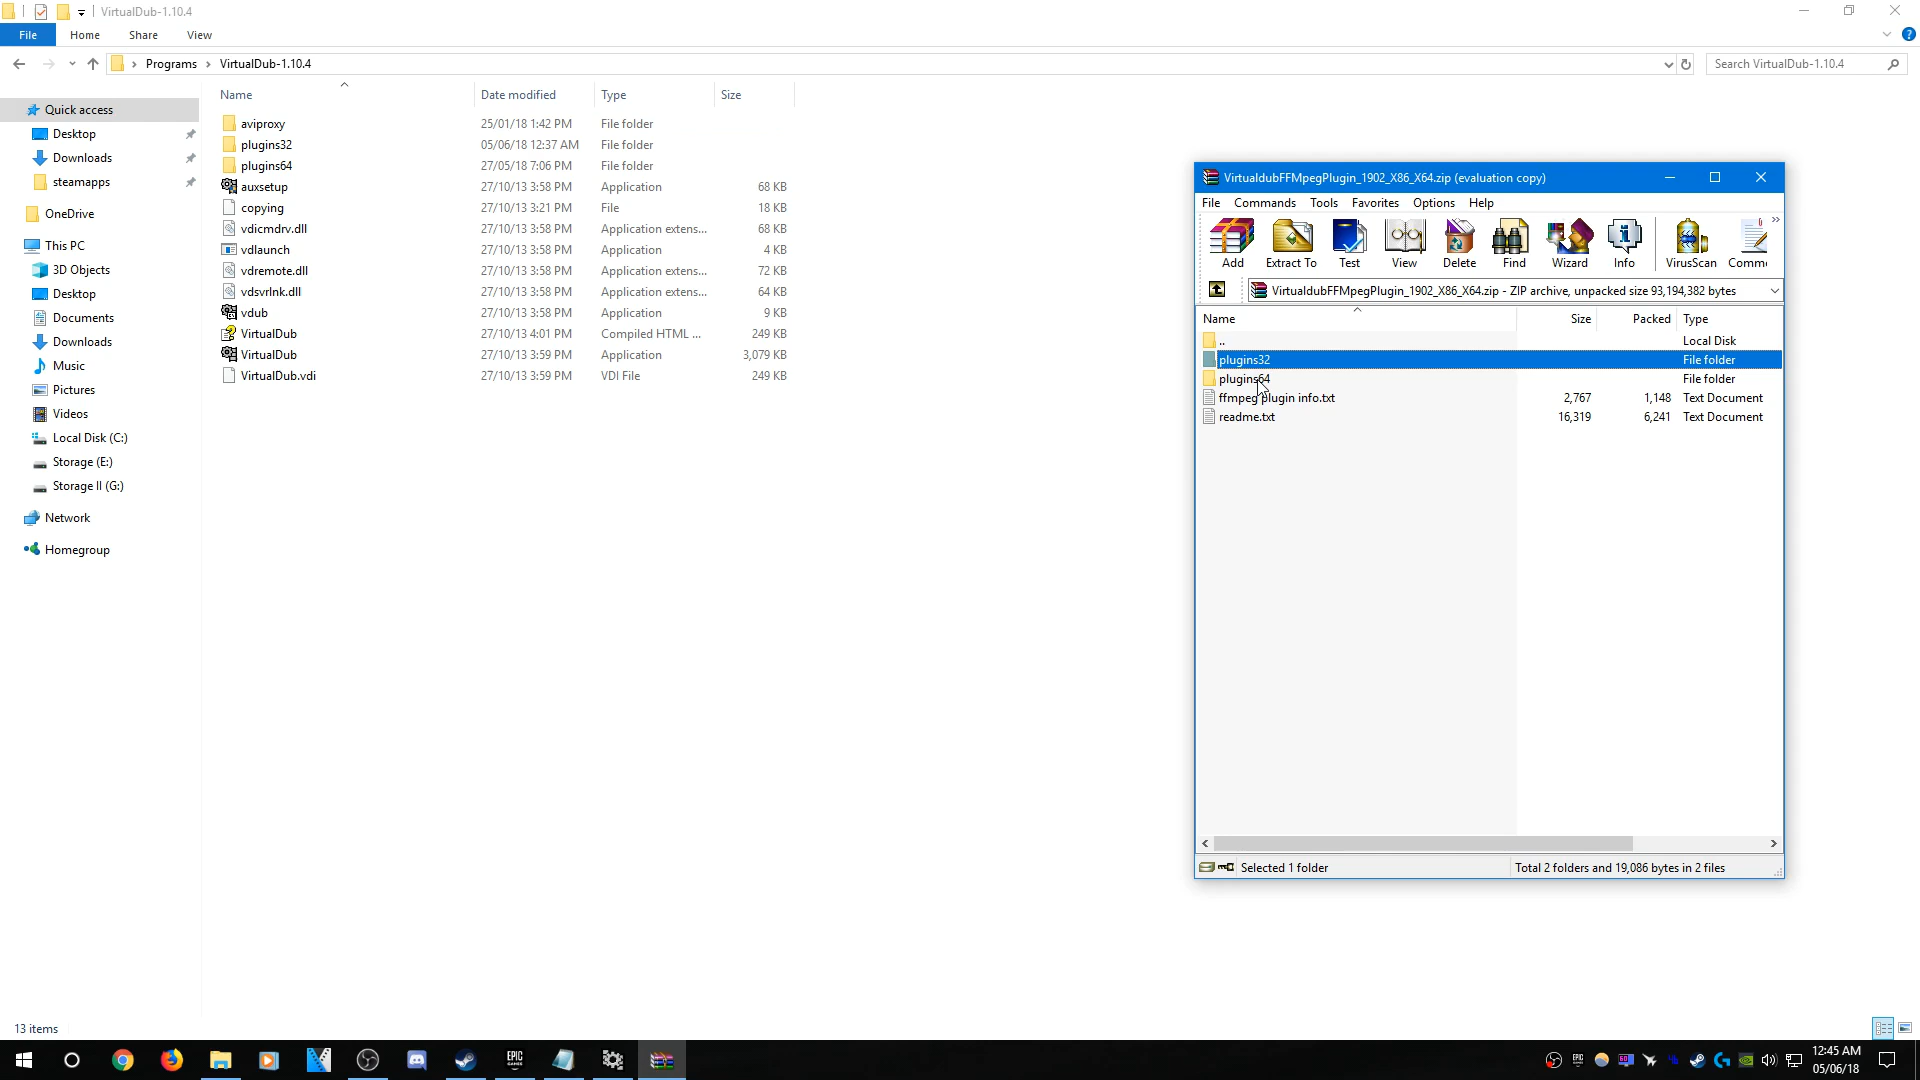 VirtualDub-1.10.4
File Home Share View
Programs VirtualDub-1.10.4
Search VirtualDub-1.10.4
Quick access
Desktop
Downloads
steamapps
OneDrive
This PC
3D Objects
Desktop
Documents
Downloads
Music
Pictures
Videos
Local Disk (C:)
Storage (E:)
Storage II (G:)
Network
Homegroup
Name Date modified Type Size
aviproxy 25/01/18 1:42 PM File folder
plugins32 05/06/18 12:37 AM File folder
plugins64 27/05/18 7:06 PM File folder
auxsetup 27/10/13 3:58 PM Application 68 KB
copying 27/10/13 3:21 PM File 18 KB
vdicmdrv.dll 27/10/13 3:58 PM Application extens... 68 KB
vdlaunch 27/10/13 3:58 PM Application 4 KB
vdremote.dll 27/10/13 3:58 PM Application extens... 72 KB
vdsvrlnk.dll 27/10/13 3:58 PM Application extens... 64 KB
vdub 27/10/13 3:58 PM Application 9 KB
VirtualDub 27/10/13 4:01 PM Compiled HTML ... 249 KB
VirtualDub 27/10/13 3:59 PM Application 3,079 KB
VirtualDub.vdi 27/10/13 3:59 PM VDI File 249 KB
VirtualdubFFMpegPlugin_1902_X86_X64.zip (evaluation copy)
File Commands Tools Favorites Options Help
Add Extract To Test View Delete Find Wizard Info VirusScan Comme
VirtualdubFFMpegPlugin_1902_X86_X64.zip - ZIP archive, unpacked size 93,194,382 bytes
Name Size Packed Type
.. Local Disk
plugins32 File folder
plugins64 File folder
ffmpeg plugin info.txt 2,767 1,148 Text Document
readme.txt 16,319 6,241 Text Document
Selected 1 folder
Total 2 folders and 19,086 bytes in 2 files
13 items
EPIC GAMES
12:45 AM
05/06/18